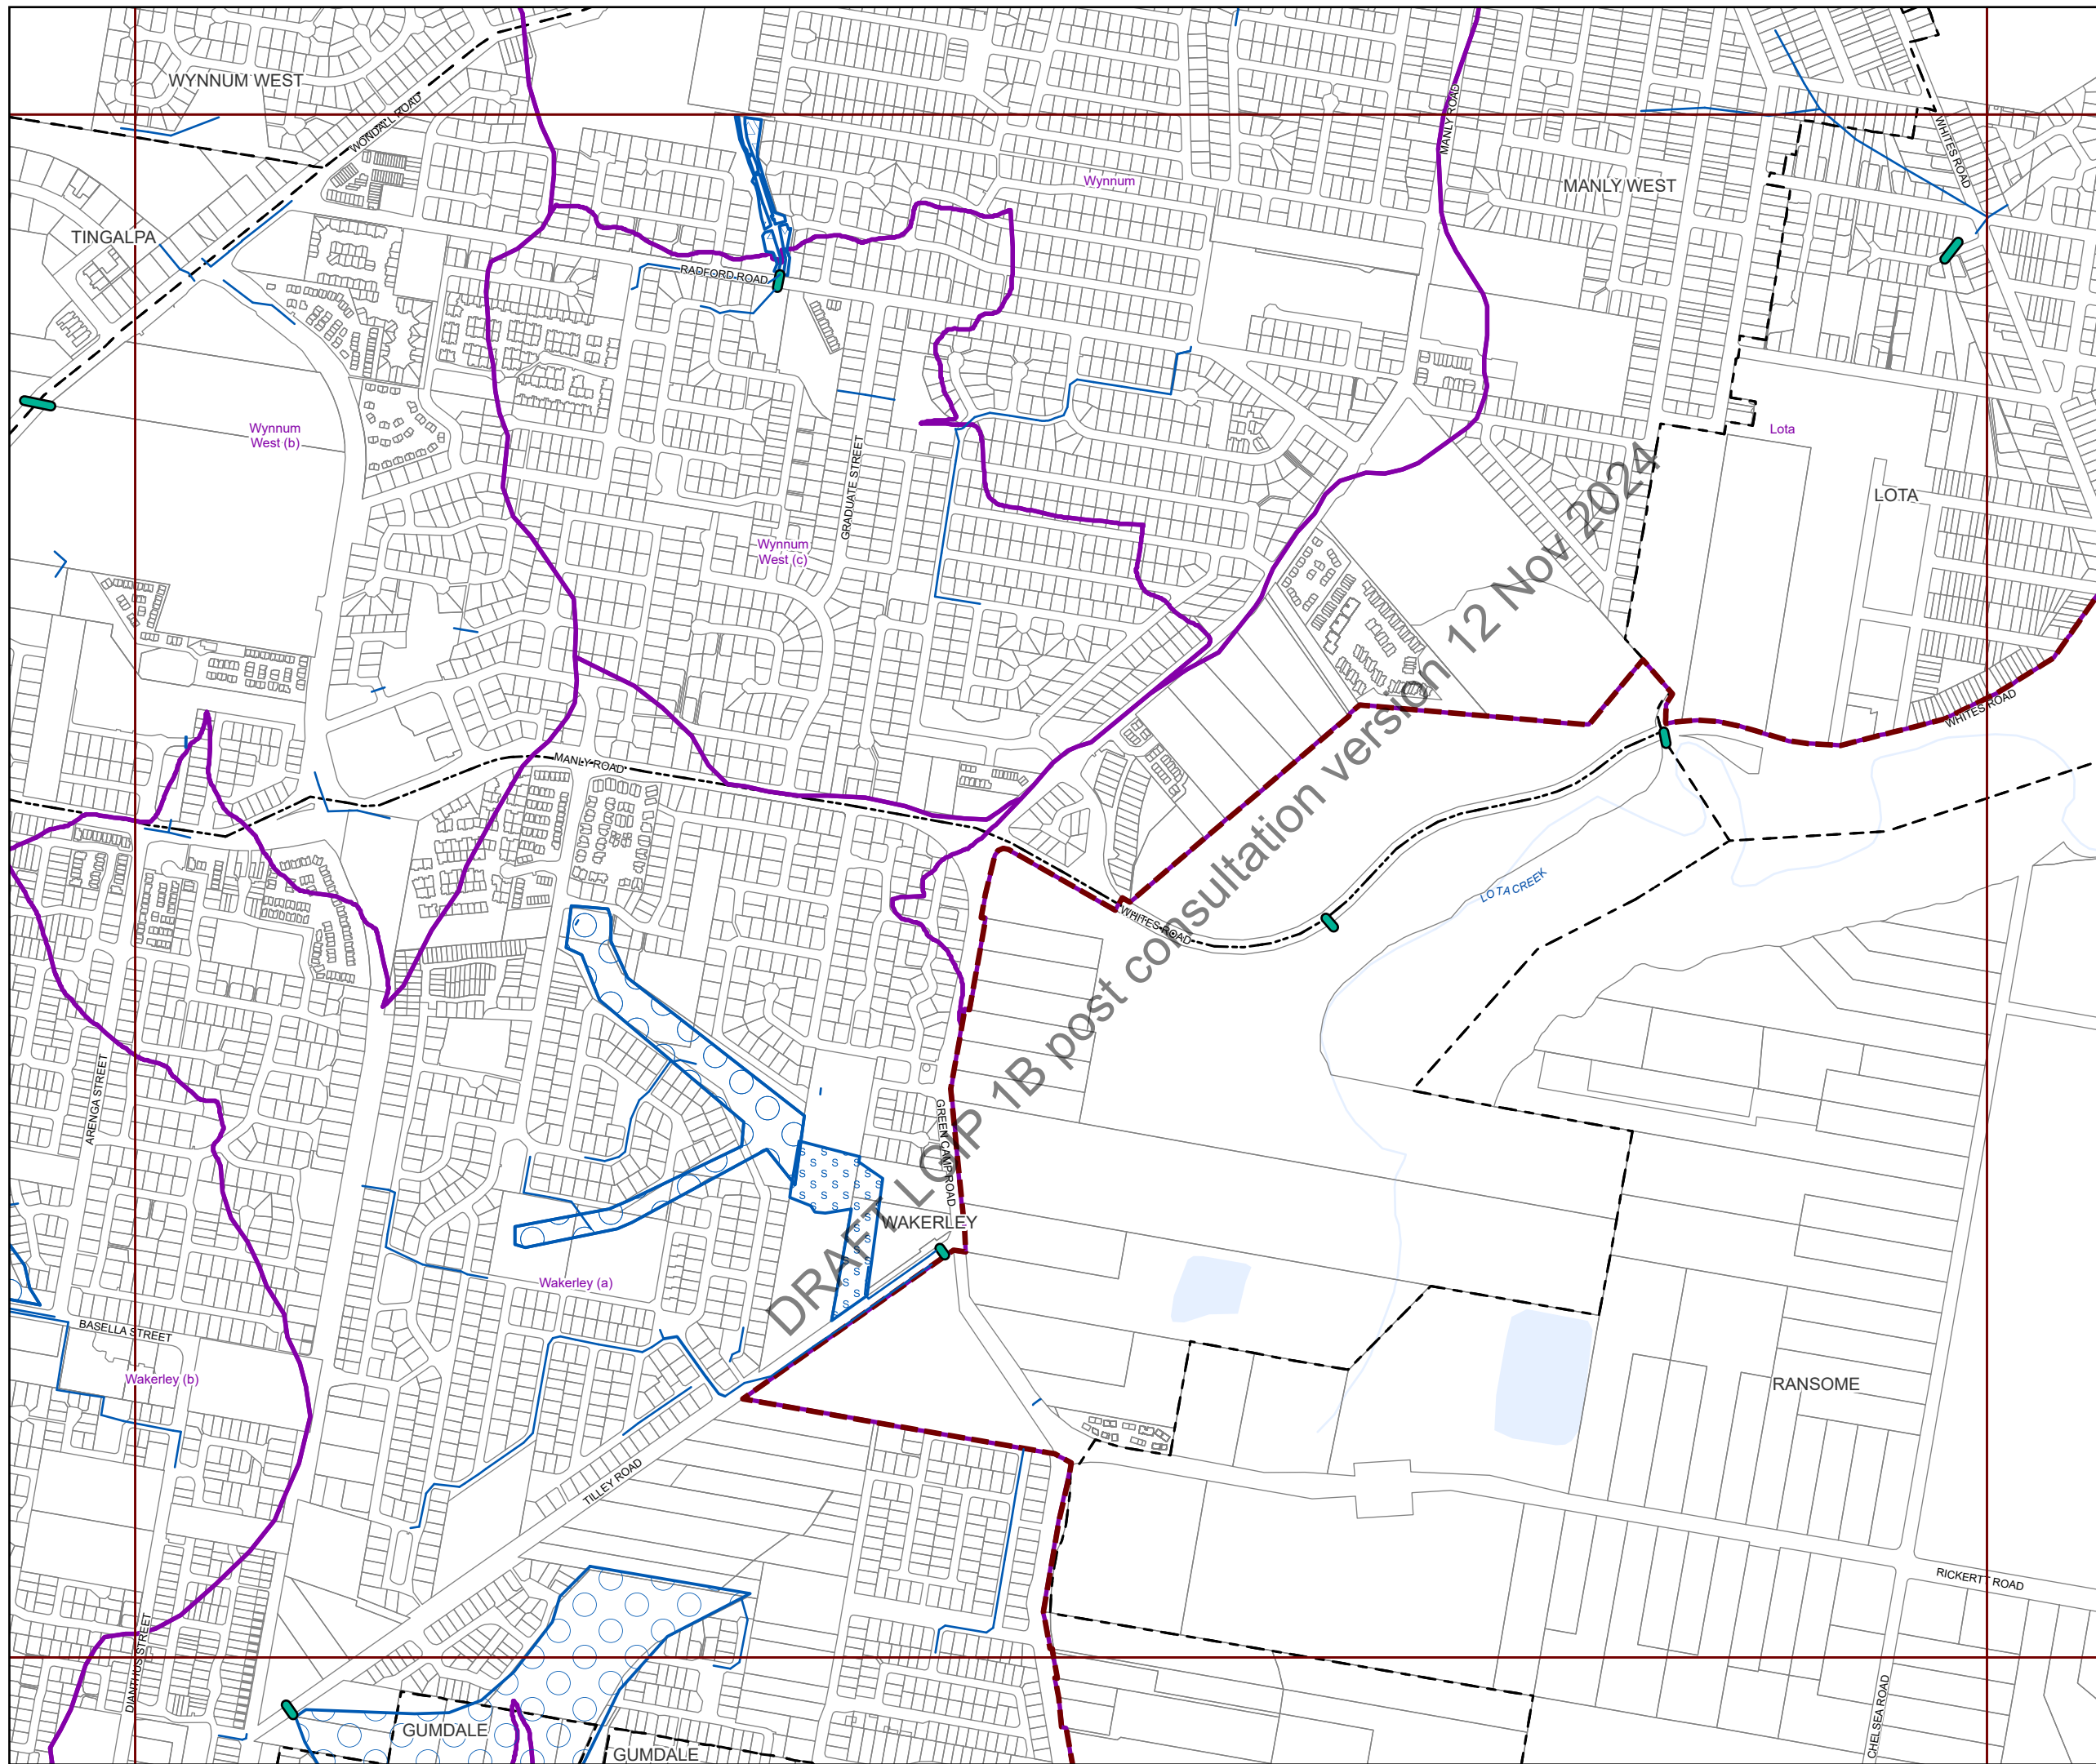 WYNNUM WEST
WONDALL ROAD
MANLY ROAD
WHITES ROAD
Wynnum
MANLY WEST
TINGALPA
RADFORD ROAD
Wynnum
West (b)
Lota
GRADUATE STREET
LOTA
Wynnum
West (c)
WHITES ROAD
MANLY ROAD
LOTA CREEK
WHITES ROAD
DRAFT LGIP 1B post consultation version 12 Nov 2024
ARENGA STREET
GREEN CAMP ROAD
WAKERLEY
Wakerley (a)
BASELLA STREET
Wakerley (b)
RANSOME
TILLEY ROAD
RICKERTT ROAD
DIANTHUS STREET
CHELSEA ROAD
GUMDALE
GUMDALE